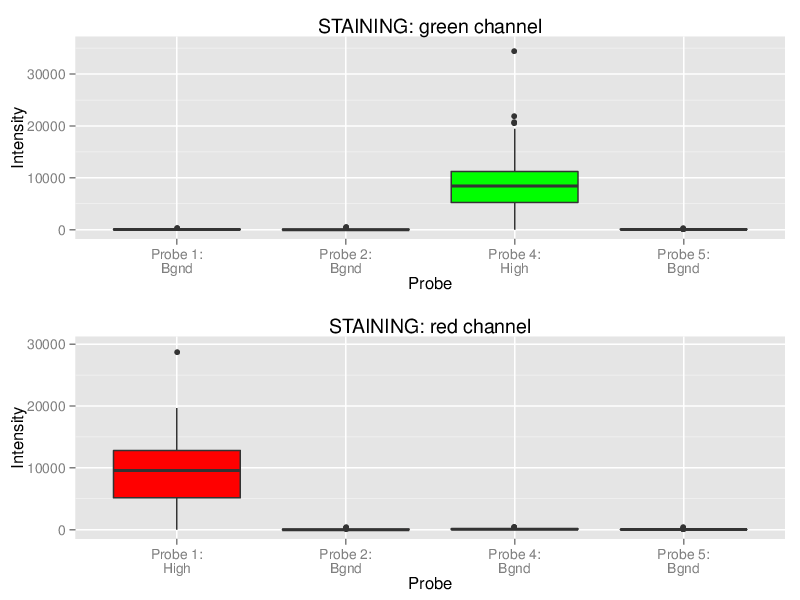 STAINING: green channel
Intensity
30000
20000
10000
0
Probe 1:
Bgnd
Probe 2:
Bgnd
Probe 4:
High
Probe 5:
Bgnd
Probe
STAINING: red channel
Intensity
30000
20000
10000
0
Probe 1:
High
Probe 2:
Bgnd
Probe 4:
Bgnd
Probe 5:
Bgnd
Probe